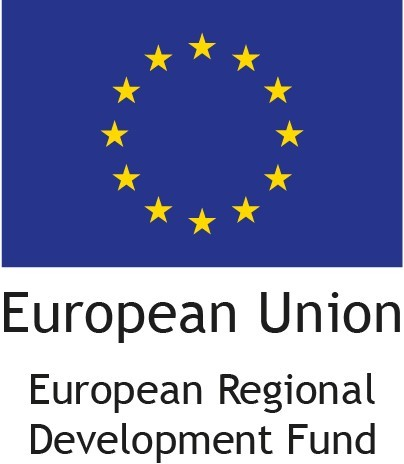 European Union
European Regional
Development Fund